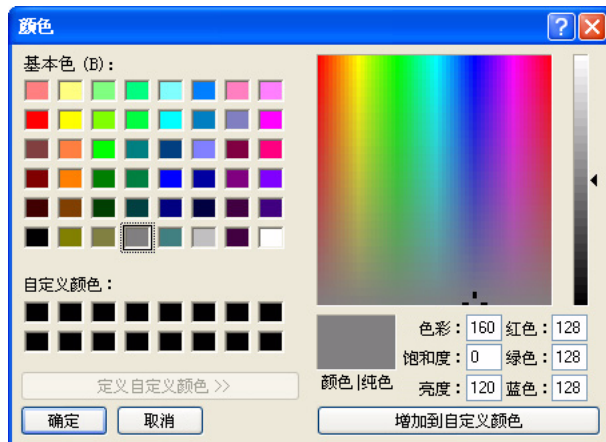 颜色
基本色 (B)：
自定义颜色：
定义自定义颜色 >>
确定
取消
色彩：160 红色：128
饱和度：0 绿色：128
颜色|纯色
亮度：120 蓝色：128
增加到自定义颜色